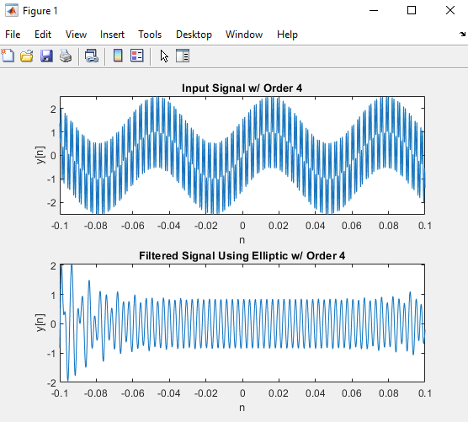 Figure 1
File Edit View Insert Tools Desktop Window Help
Input Signal w/ Order 4
2
1
0
-1
-2
y[n]
-0.1 -0.08 -0.06 -0.04 -0.02 0 0.02 0.04 0.06 0.08 0.1
n
Filtered Signal Using Elliptic w/ Order 4
2
1
0
-1
-2
y[n]
-0.1 -0.08 -0.06 -0.04 -0.02 0 0.02 0.04 0.06 0.08 0.1
n